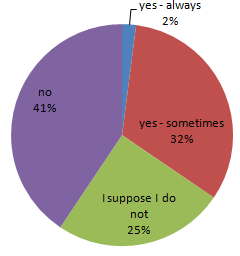 yes - always
2%
yes - sometimes
32%
I suppose I do
not
25%
no
41%